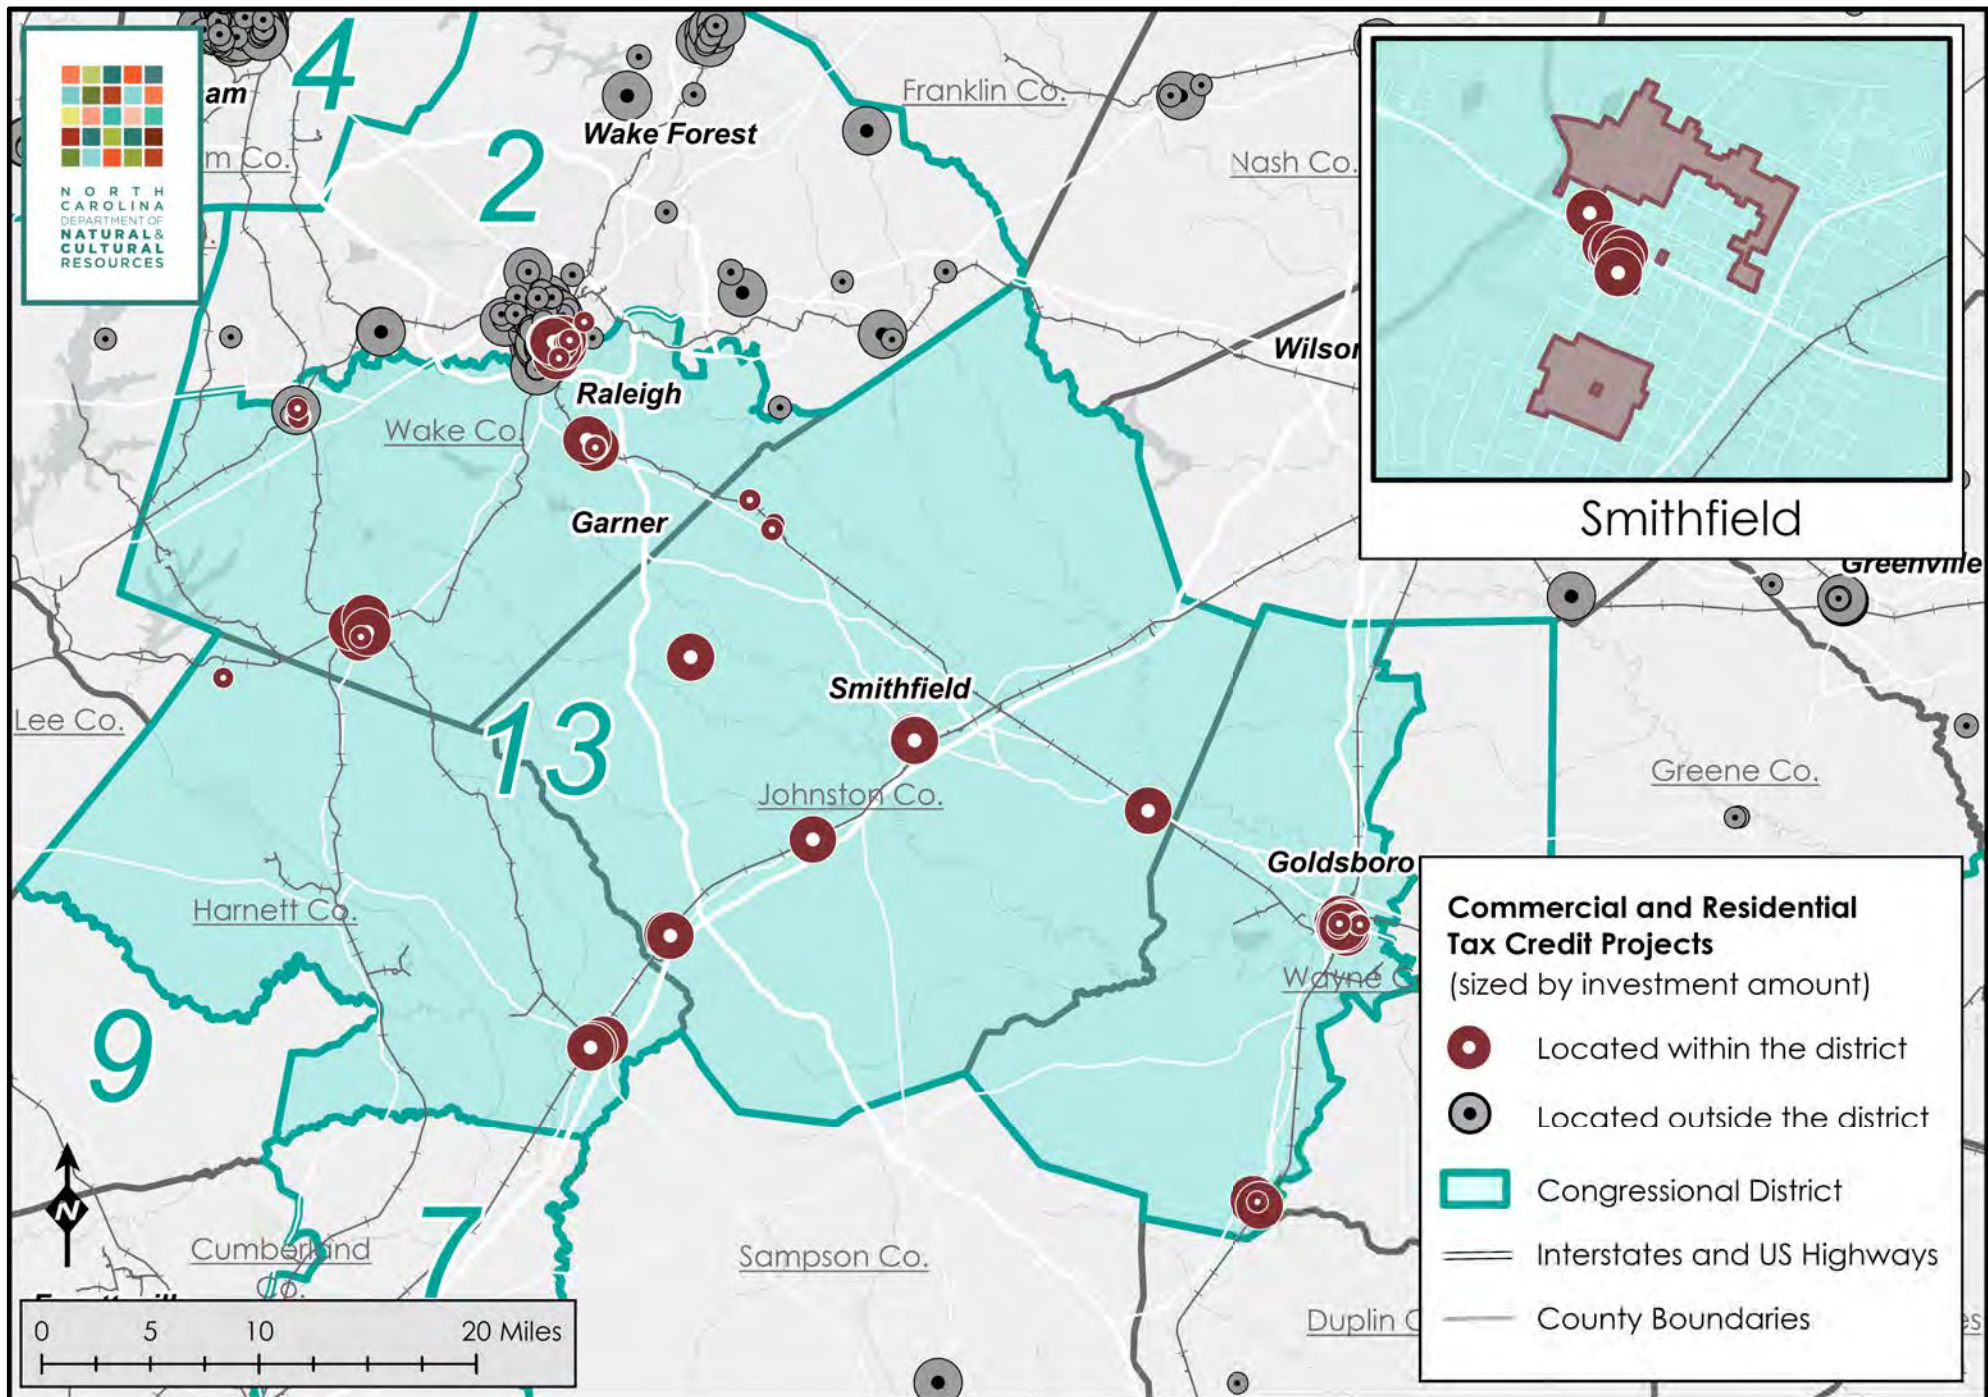 NORTH
CAROLINA
DEPARTMENT OF
NATURAL &
CULTURAL
RESOURCES
am
m Co.
4
2
Wake Forest
Franklin Co.
Nash Co.
Wilson
Raleigh
Wake Co.
Garner
Smithfield
Greenville
Lee Co.
13
Smithfield
Johnston Co.
Greene Co.
Goldsboro
Harnett Co.
Wayne C
9
7
Cumberland
Co.
Sampson Co.
Duplin C
es
N
0 5 10 20 Miles
Commercial and Residential
Tax Credit Projects
(sized by investment amount)
Located within the district
Located outside the district
Congressional District
Interstates and US Highways
County Boundaries